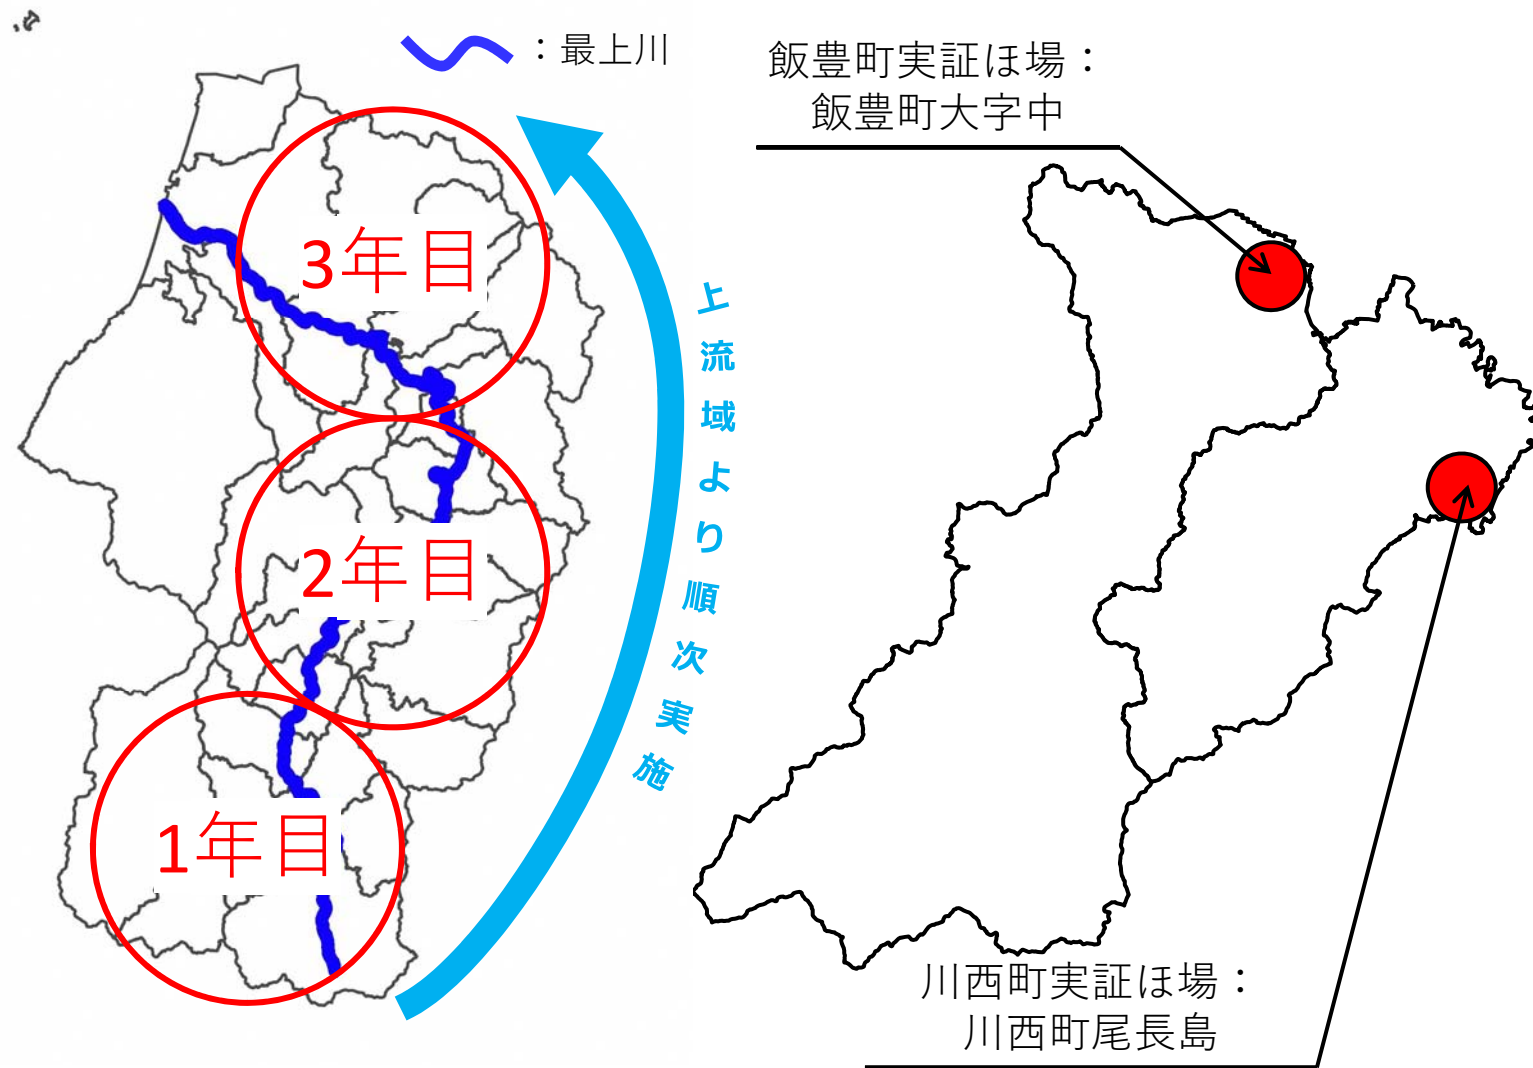 ：最上川
3年目
2年目
1年目
上流域より順次実施
飯豊町実証ほ場：
飯豊町大字中
川西町実証ほ場：
川西町尾長島